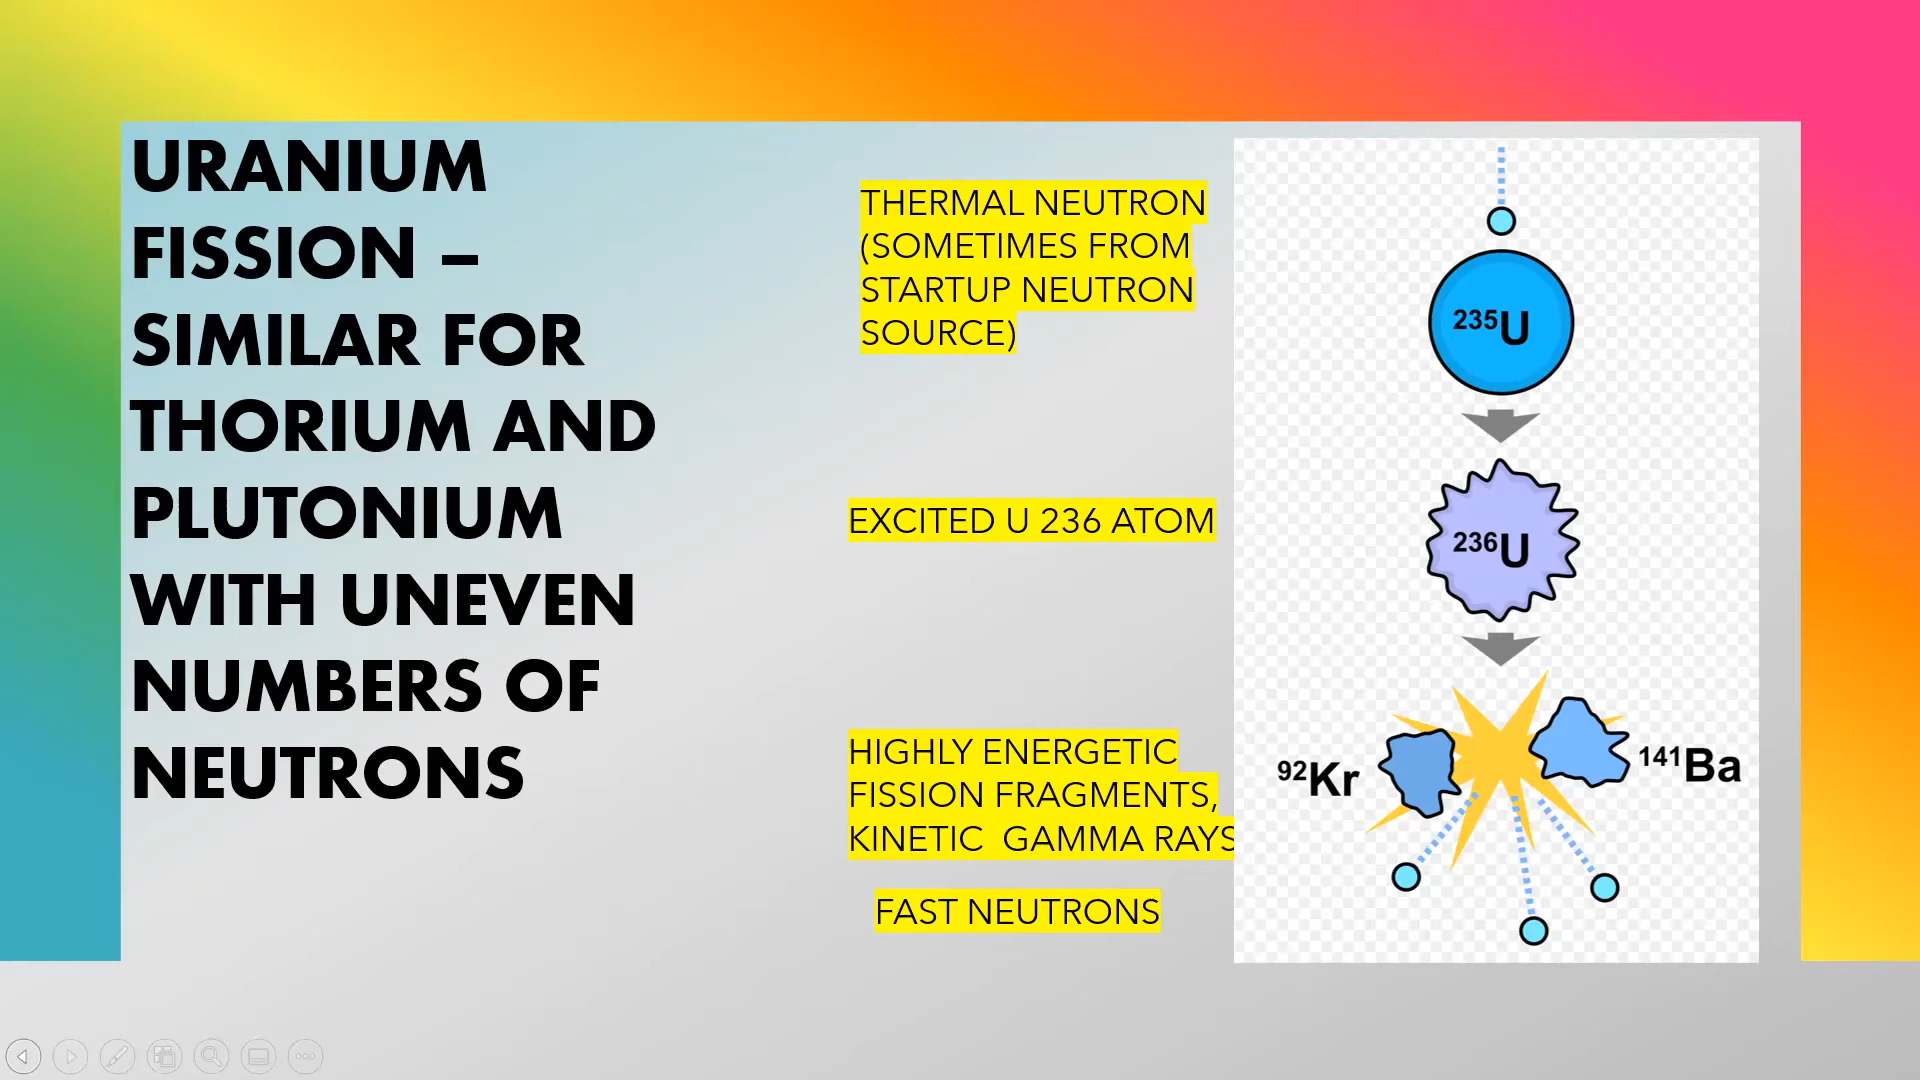 URANIUM
FISSION –
SIMILAR FOR
THORIUM AND
PLUTONIUM
WITH UNEVEN
NUMBERS OF
NEUTRONS
THERMAL NEUTRON
(SOMETIMES FROM
STARTUP NEUTRON
SOURCE)
EXCITED U 236 ATOM
HIGHLY ENERGETIC
FISSION FRAGMENTS,
KINETIC  GAMMA RAYS
FAST NEUTRONS
²³⁵U
²³⁶U
⁹²Kr
¹⁴¹Ba